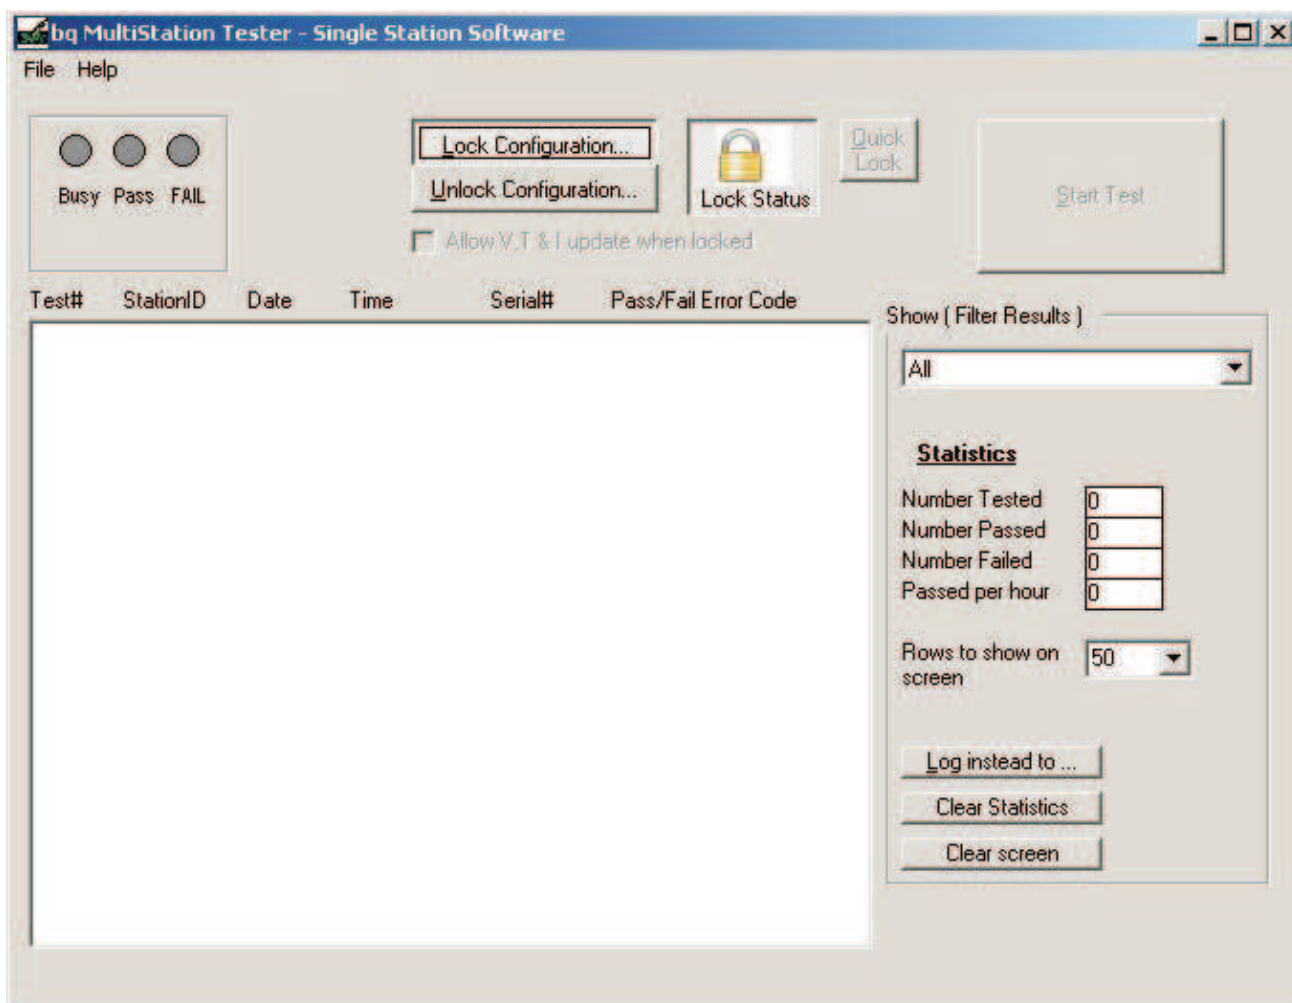 bq MultiStation Tester - Single Station Software
File Help
Lock Configuration...
Unlock Configuration...
Lock Status
Quick
Lock
Start Test
Busy Pass FAIL
Allow V,T & I update when locked
Test# StationID Date Time Serial# Pass/Fail Error Code
Show ( Filter Results )
All
Statistics
Number Tested 0
Number Passed 0
Number Failed 0
Passed per hour 0
Rows to show on
screen
50
Log instead to ...
Clear Statistics
Clear screen